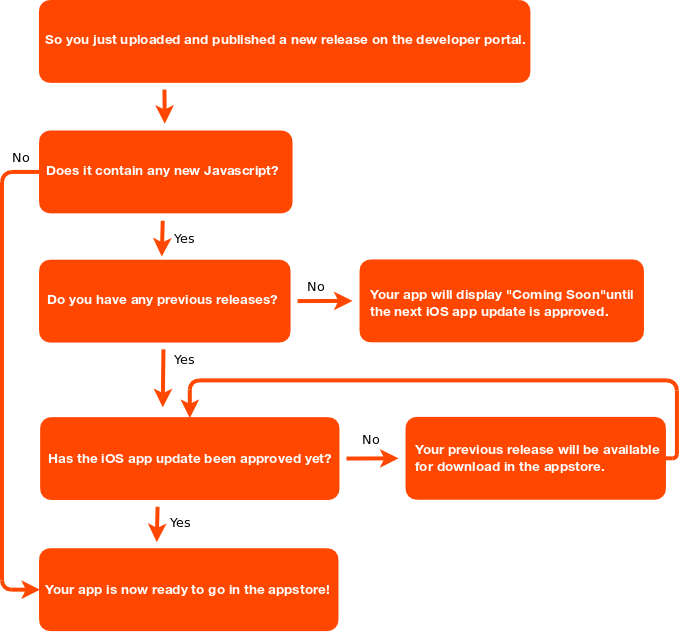 So you just uploaded and published a new release on the developer portal.
No
Does it contain any new Javascript?
Yes
Do you have any previous releases?
No
Your app will display "Coming Soon"until
the next iOS app update is approved.
Yes
Has the iOS app update been approved yet?
No
Your previous release will be available
for download in the appstore.
Yes
Your app is now ready to go in the appstore!